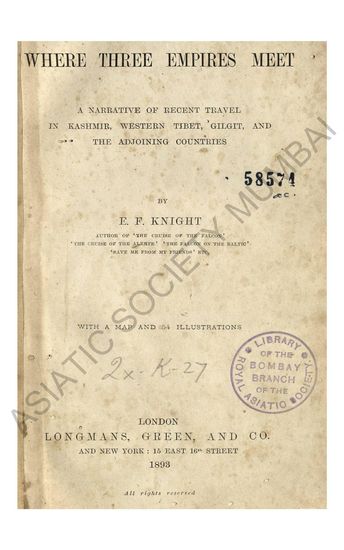 WHERE THREE EMPIRES MEET
A NARRATIVE OF RECENT TRAVEL
IN KASHMIR, WESTERN TIBET, GILGIT, AND
THE ADJOINING COUNTRIES
58574
BY
E. F. KNIGHT
AUTHOR OF 'THE CRUISE OF THE FALCON'
'THE CRUISE OF THE ALERTE' 'THE FALCON ON THE BALTIC'
'SAVE ME FROM MY FRIENDS' ETC.
WITH A MAP AND 54 ILLUSTRATIONS
2x-K-27
LIBRARY
OF THE
BOMBAY
BRANCH
OF THE
ROYAL ASIATIC SOCIETY
LONDON
LONGMANS, GREEN, AND CO.
AND NEW YORK : 15 EAST 16th STREET
1893
All rights reserved
ASIATIC SOCIETY MUMBAI